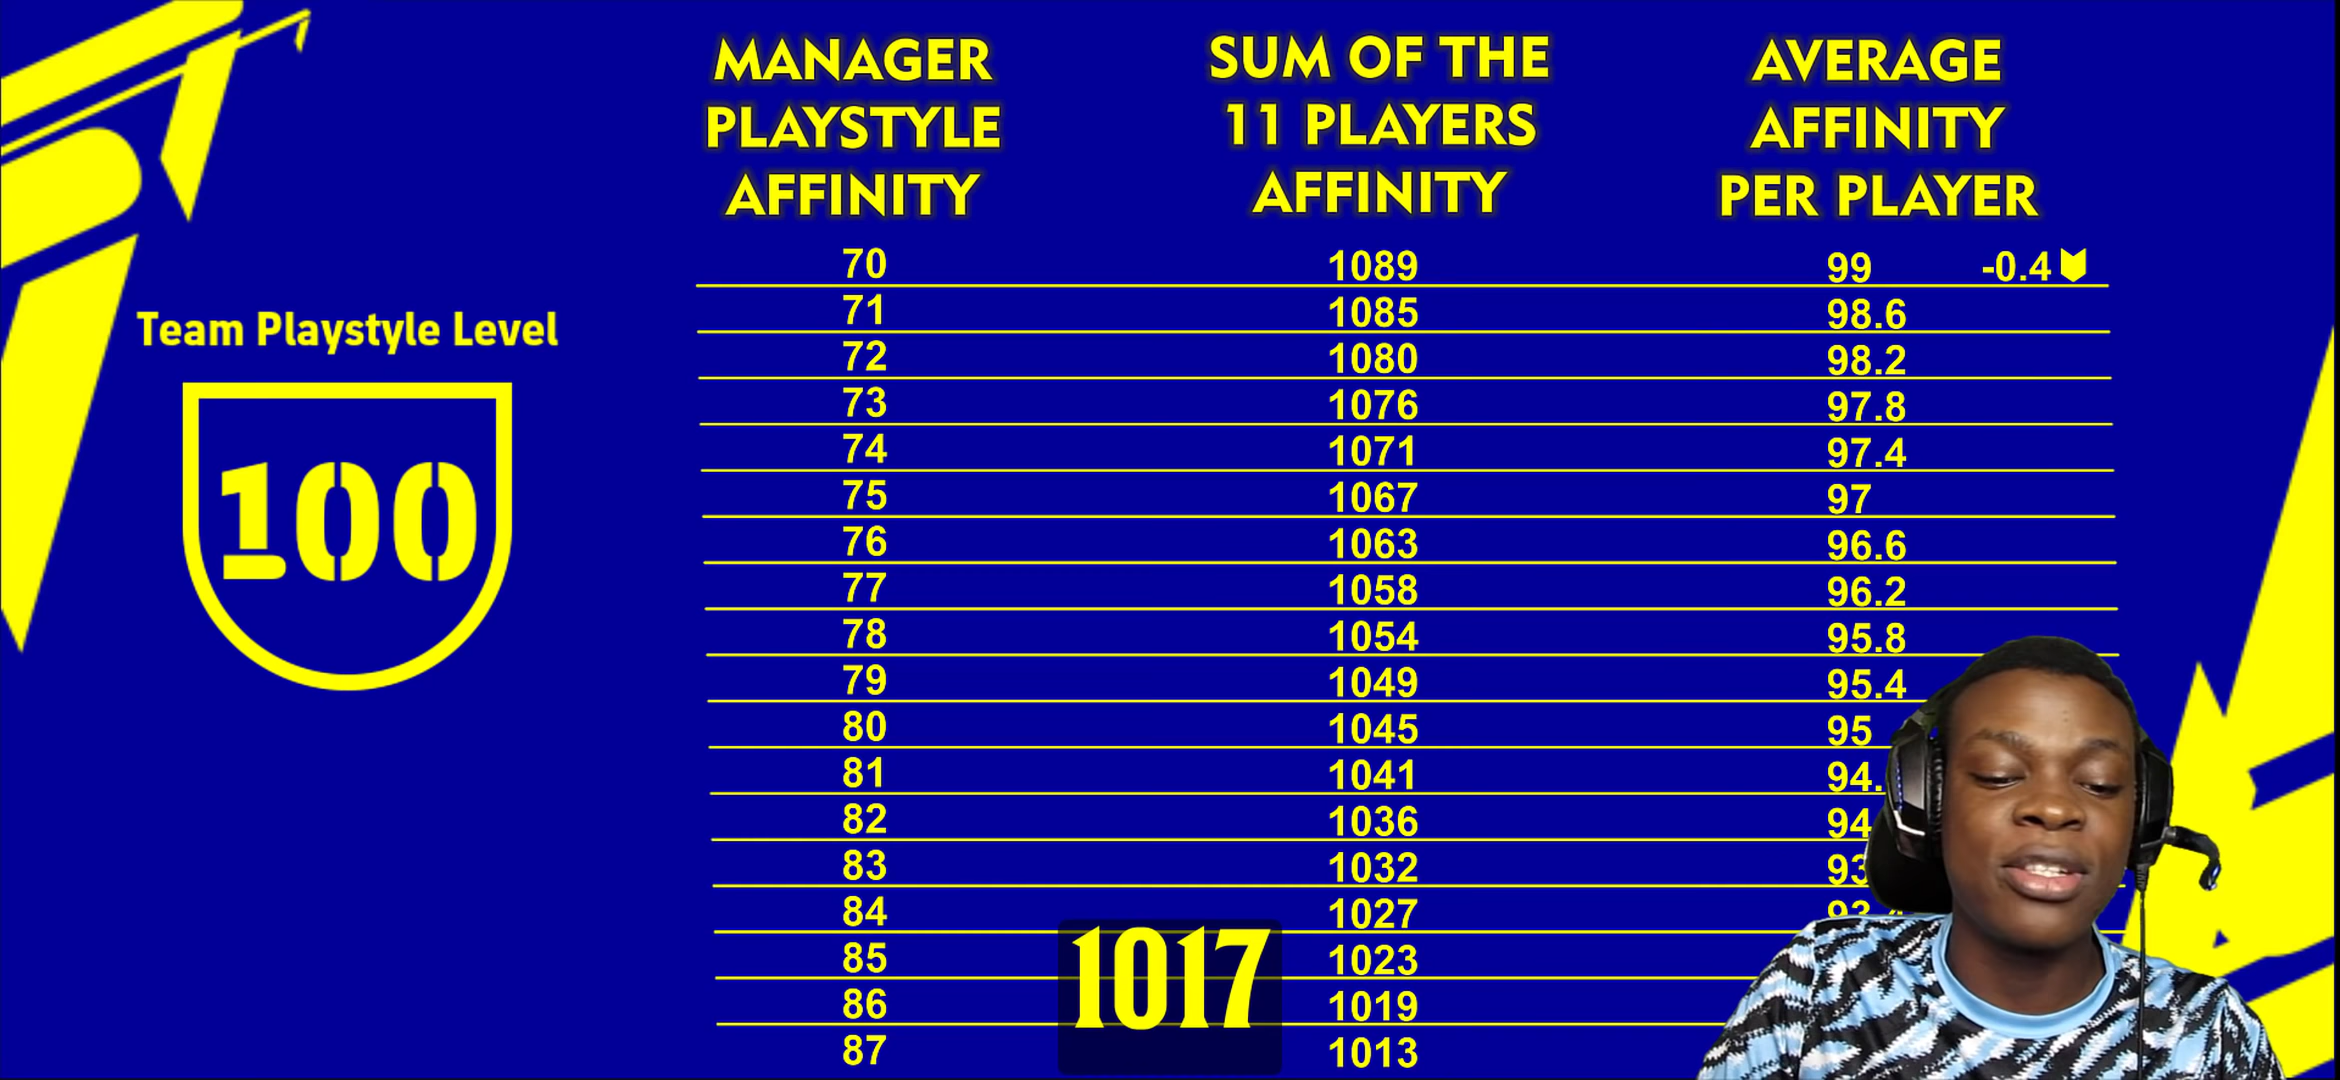 MANAGER PLAYSTYLE AFFINITY
SUM OF THE 11 PLAYERS AFFINITY
AVERAGE AFFINITY PER PLAYER
Team Playstyle Level
100
70 1089 99 -0.4
71 1085 98.6
72 1080 98.2
73 1076 97.8
74 1071 97.4
75 1067 97
76 1063 96.6
77 1058 96.2
78 1054 95.8
79 1049 95.4
80 1045 95
81 1041 94.
82 1036 94
83 1032 93
84 1027
85 1023
86 1019
87 1013
1017